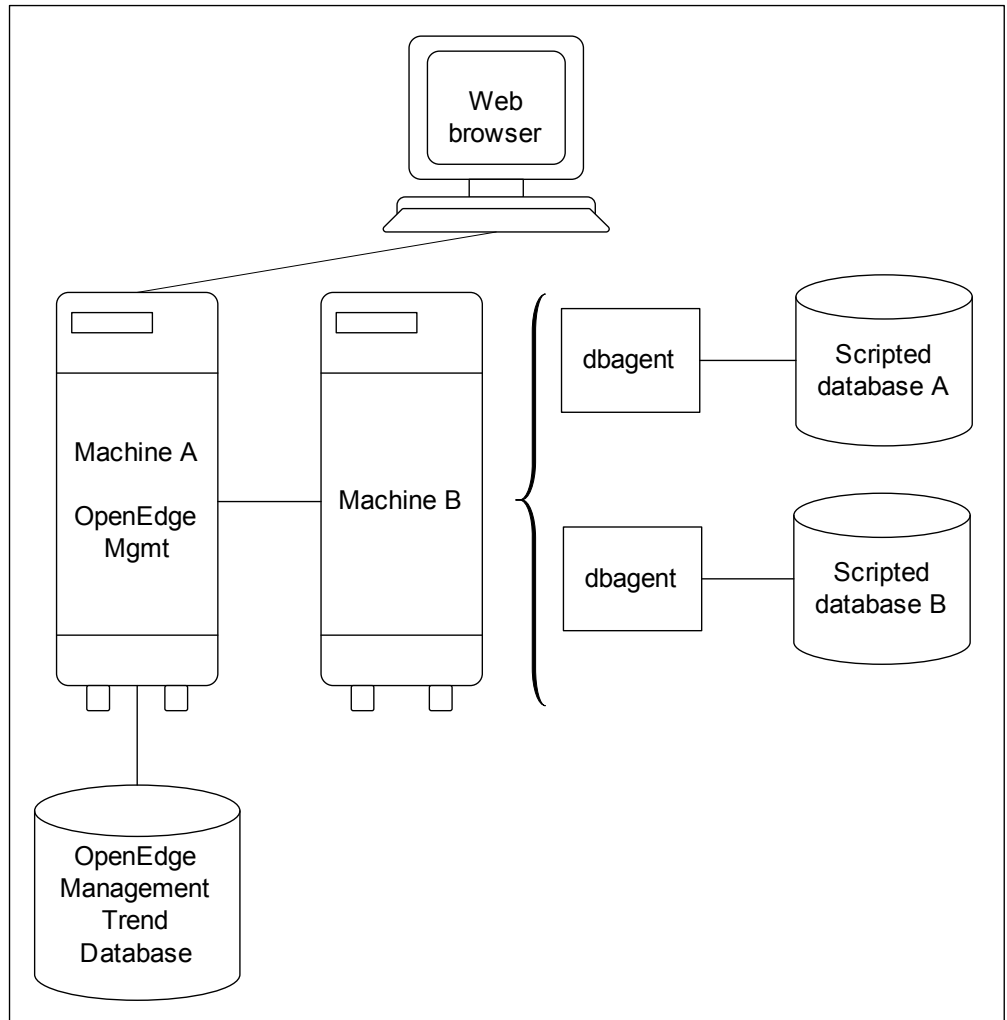 Web
browser
Machine A
OpenEdge
Mgmt
Machine B
dbagent
Scripted
database A
dbagent
Scripted
database B
OpenEdge
Management
Trend
Database